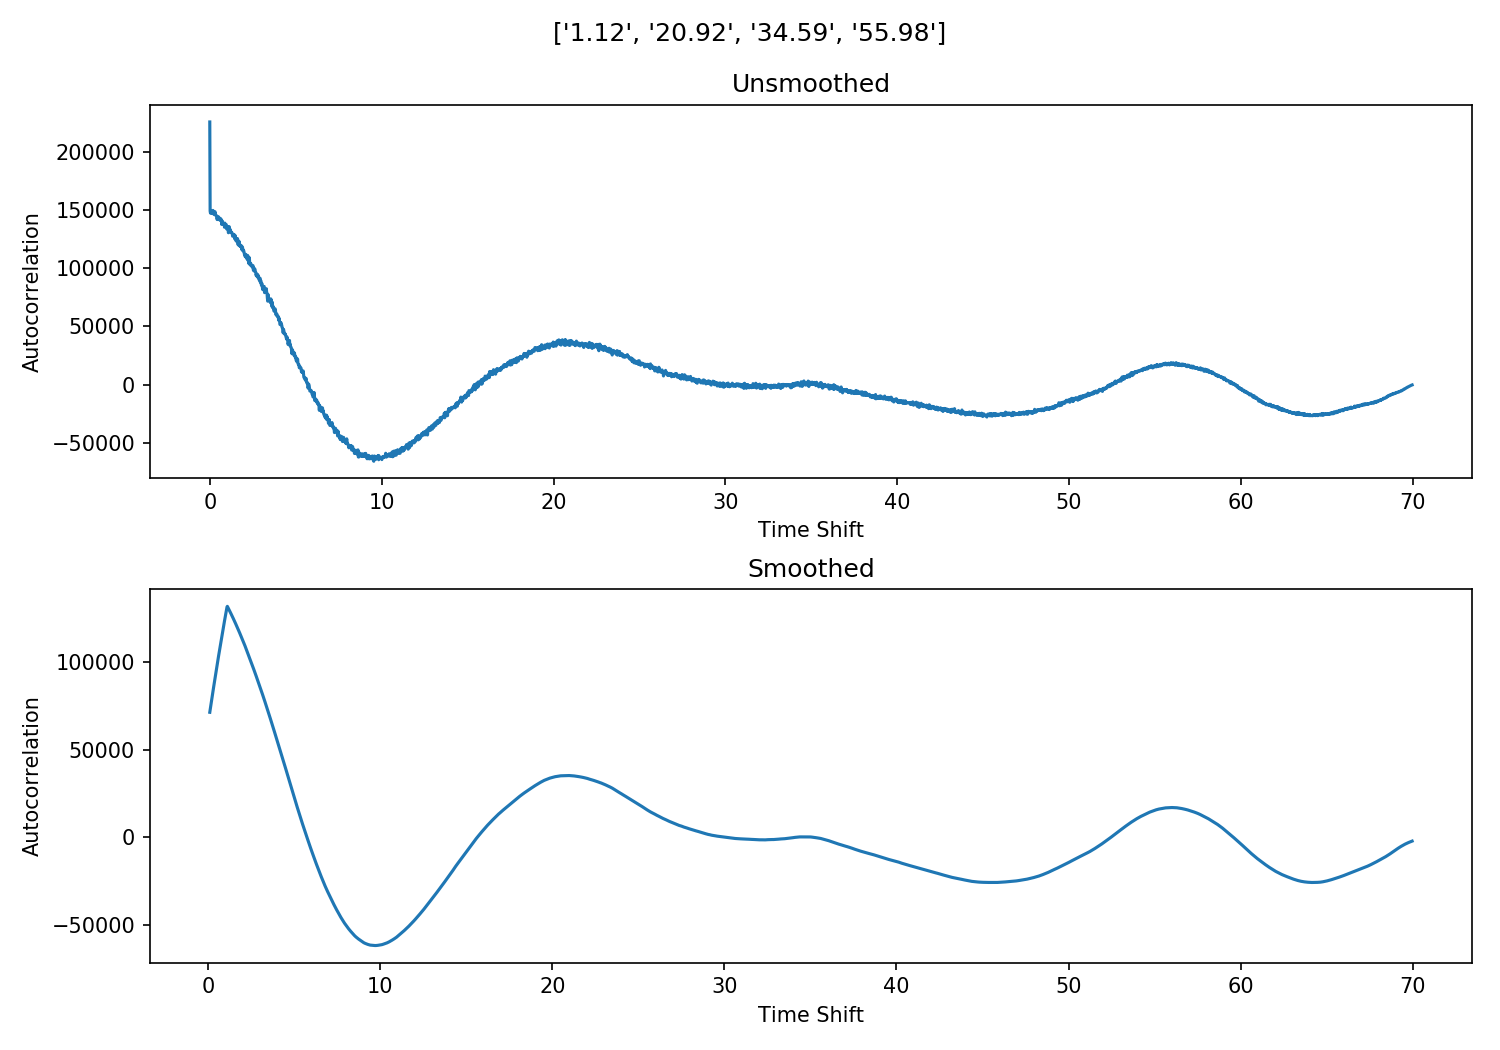 ['1.12', '20.92', '34.59', '55.98']
Unsmoothed
Autocorrelation
200000
150000
100000
50000
0
−50000
0 10 20 30 40 50 60 70
Time Shift
Smoothed
Autocorrelation
100000
50000
0
−50000
0 10 20 30 40 50 60 70
Time Shift